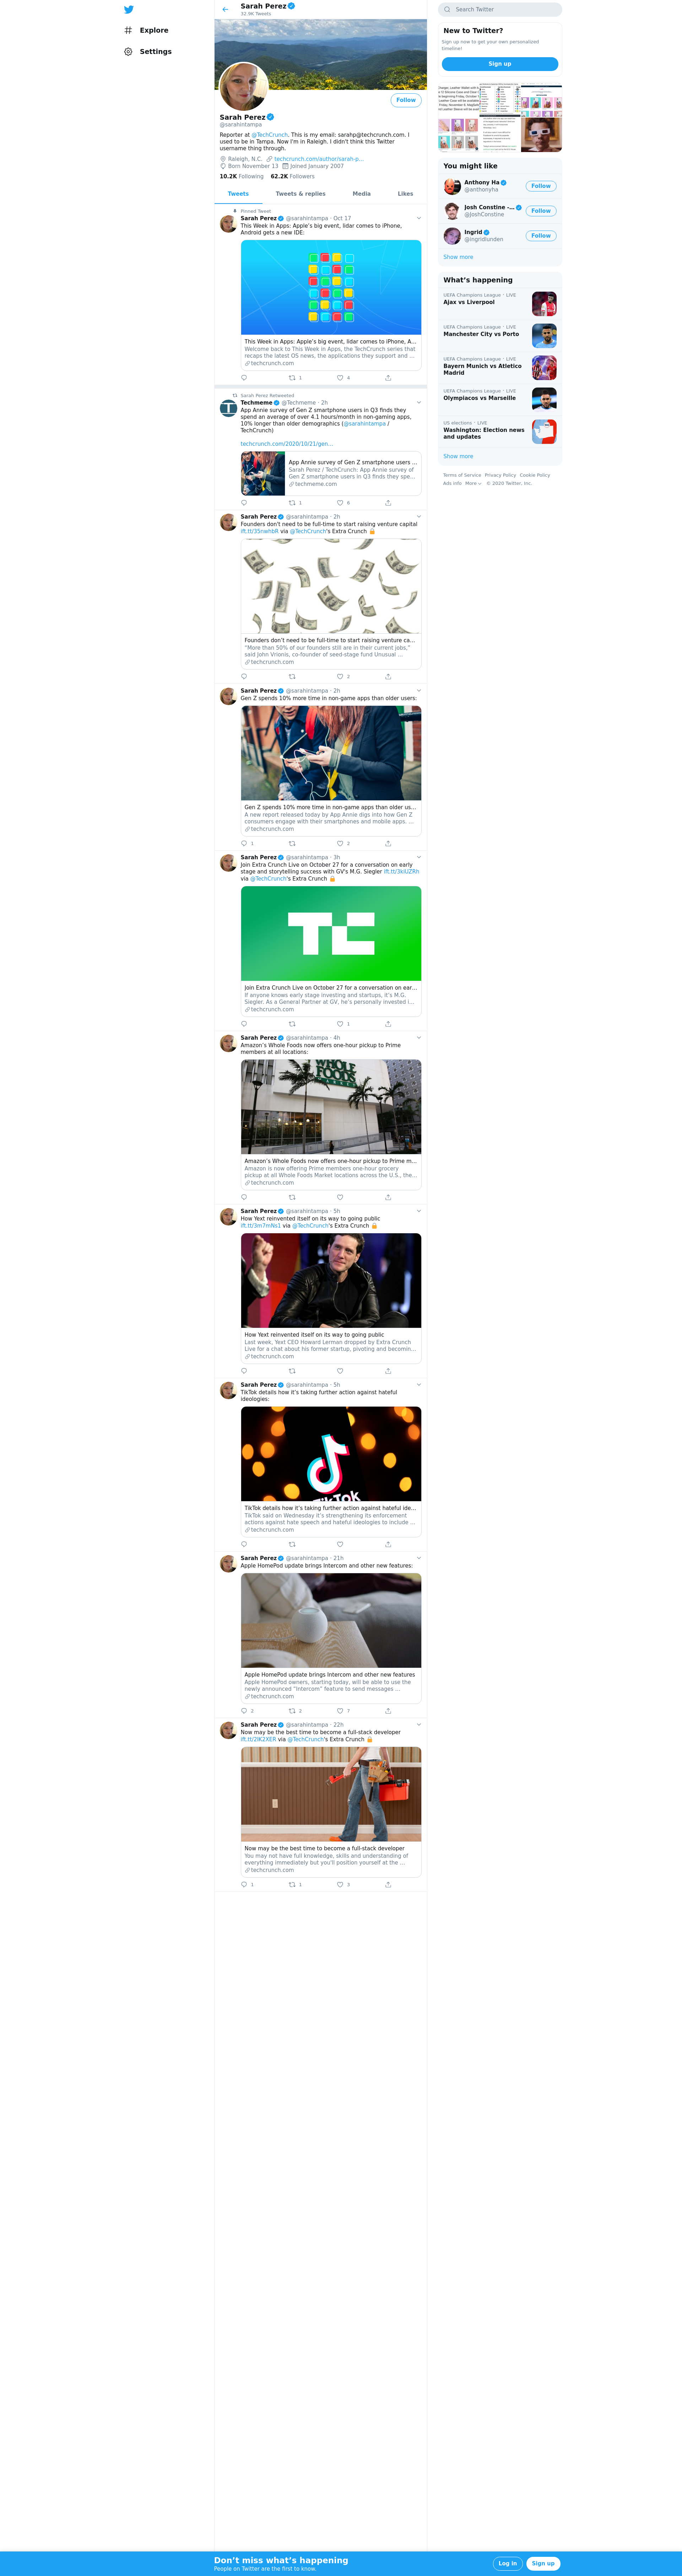 Explore
Settings
Sarah Perez
32.9K Tweets
Follow
Sarah Perez
@sarahintampa
Reporter at @TechCrunch. This is my email: sarahp@techcrunch.com. I
used to be in Tampa. Now I'm in Raleigh. I didn't think this Twitter
username thing through.
Raleigh, N.C. techcrunch.com/author/sarah-p...
Born November 13 Joined January 2007
10.2K Following 62.2K Followers
Tweets Tweets & replies Media Likes
Pinned Tweet
Sarah Perez @sarahintampa · Oct 17
This Week in Apps: Apple's big event, lidar comes to iPhone,
Android gets a new IDE:
This Week in Apps: Apple's big event, lidar comes to iPhone, A...
Welcome back to This Week in Apps, the TechCrunch series that
recaps the latest OS news, the applications they support and ...
techcrunch.com
1 4
Sarah Perez Retweeted
Techmeme @Techmeme · 2h
App Annie survey of Gen Z smartphone users in Q3 finds they
spend an average of over 4.1 hours/month in non-gaming apps,
10% longer than older demographics (@sarahintampa /
TechCrunch)
techcrunch.com/2020/10/21/gen...
App Annie survey of Gen Z smartphone users ...
Sarah Perez / TechCrunch: App Annie survey of
Gen Z smartphone users in Q3 finds they spe...
techmeme.com
1 6
Sarah Perez @sarahintampa · 2h
Founders don't need to be full-time to start raising venture capital
ift.tt/35nwhbR via @TechCrunch's Extra Crunch
Founders don't need to be full-time to start raising venture ca...
"More than 50% of our founders still are in their current jobs,"
said John Vrionis, co-founder of seed-stage fund Unusual ...
techcrunch.com
2
Sarah Perez @sarahintampa · 2h
Gen Z spends 10% more time in non-game apps than older users:
Gen Z spends 10% more time in non-game apps than older us...
A new report released today by App Annie digs into how Gen Z
consumers engage with their smartphones and mobile apps. ...
techcrunch.com
1 2
Sarah Perez @sarahintampa · 3h
Join Extra Crunch Live on October 27 for a conversation on early
stage and storytelling success with GV's M.G. Siegler ift.tt/3kiUZRh
via @TechCrunch's Extra Crunch
TC
Join Extra Crunch Live on October 27 for a conversation on ear...
If anyone knows early stage investing and startups, it's M.G.
Siegler. As a General Partner at GV, he's personally invested i...
techcrunch.com
1
Sarah Perez @sarahintampa · 4h
Amazon's Whole Foods now offers one-hour pickup to Prime
members at all locations:
WHOLE
FOODS
Amazon's Whole Foods now offers one-hour pickup to Prime m...
Amazon is now offering Prime members one-hour grocery
pickup at all Whole Foods Market locations across the U.S., the...
techcrunch.com
Sarah Perez @sarahintampa · 5h
How Yext reinvented itself on its way to going public
ift.tt/3m7mNs1 via @TechCrunch's Extra Crunch
How Yext reinvented itself on its way to going public
Last week, Yext CEO Howard Lerman dropped by Extra Crunch
Live for a chat about his former startup, pivoting and becomin...
techcrunch.com
Sarah Perez @sarahintampa · 5h
TikTok details how it's taking further action against hateful
ideologies:
TikTok
TikTok details how it's taking further action against hateful ide...
TikTok said on Wednesday it's strengthening its enforcement
actions against hate speech and hateful ideologies to include ...
techcrunch.com
Sarah Perez @sarahintampa · 21h
Apple HomePod update brings Intercom and other new features:
Apple HomePod update brings Intercom and other new features
Apple HomePod owners, starting today, will be able to use the
newly announced "Intercom" feature to send messages ...
techcrunch.com
2 2 7
Sarah Perez @sarahintampa · 22h
Now may be the best time to become a full-stack developer
ift.tt/2IK2XER via @TechCrunch's Extra Crunch
Now may be the best time to become a full-stack developer
You may not have full knowledge, skills and understanding of
everything immediately but you'll position yourself at the ...
techcrunch.com
1 1 3
Search Twitter
New to Twitter?
Sign up now to get your own personalized
timeline!
Sign up
You might like
Anthony Ha
@anthonyha
Follow
Josh Constine -...
@JoshConstine
Follow
Ingrid
@ingridlunden
Follow
Show more
What's happening
UEFA Champions League · LIVE
Ajax vs Liverpool
UEFA Champions League · LIVE
Manchester City vs Porto
UEFA Champions League · LIVE
Bayern Munich vs Atletico
Madrid
UEFA Champions League · LIVE
Olympiacos vs Marseille
US elections · LIVE
Washington: Election news
and updates
Show more
Terms of Service Privacy Policy Cookie Policy
Ads info More © 2020 Twitter, Inc.
Don't miss what's happening
People on Twitter are the first to know.
Log in Sign up